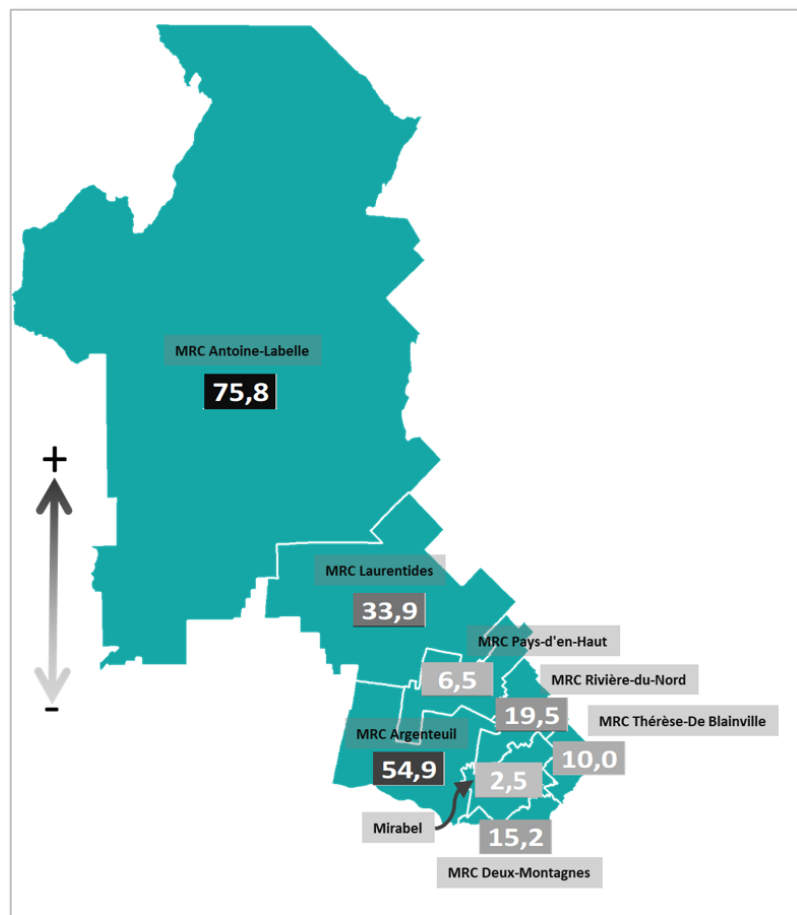 MRC Antoine-Labelle
75,8
+
-
MRC Laurentides
33,9
MRC Pays-d'en-Haut
6,5
MRC Rivière-du-Nord
19,5
MRC Thérèse-De Blainville
10,0
MRC Argenteuil
54,9
2,5
Mirabel
15,2
MRC Deux-Montagnes